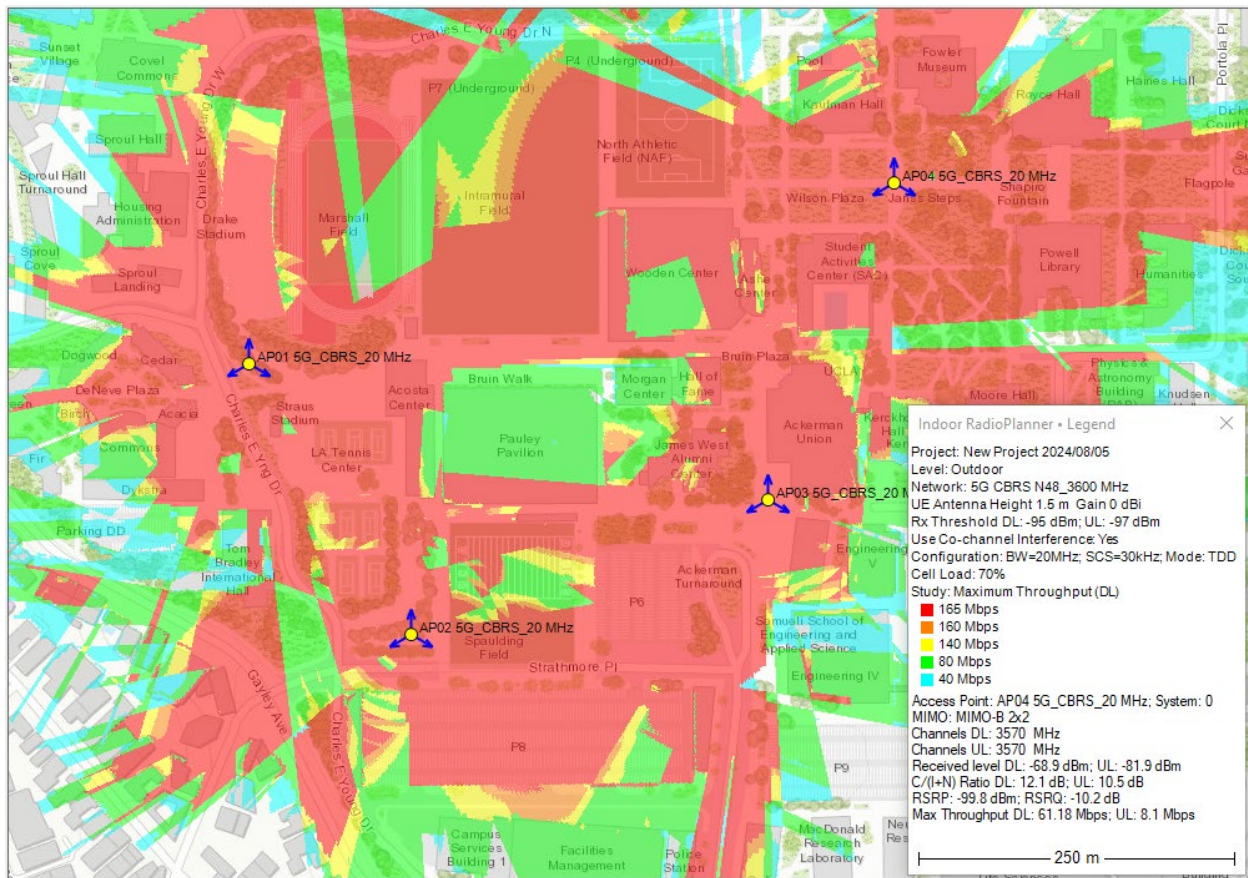 Charles E Young Dr N
Sunset
Village
Covel
Commons
P4 (Underground)
Pool
Fowler
Museum
Portola Pl
Haines Hall
P7 (Underground)
Kaufman Hall
Royce Hall
Charles E Young Dr W
Sproul Hall
North Athletic
Field (NAF)
Sproul Hall
Turnaround
Housing
Administration
Drake
Stadium
Marshall
Field
Intramural
Field
AP04 5G_CBRS_20 MHz
Wilson Plaza
Janss Steps
Shapiro
Fountain
Flagpole
Sproul
Cove
Sproul
Landing
Wooden Center
Ashe
Center
Student
Activities
Center (SAC)
Powell
Library
Humanities
Dogwood
Cedar
AP01 5G_CBRS_20 MHz
Bruin Plaza
UCLA
DeNeve Plaza
Birch
Acacia
Acosta
Center
Bruin Walk
Morgan
Center
Hall of
Fame
Moore Hall
Physics &
Astronomy
Building
Knudsen
Straus
Stadium
Commons
Fir
Charles E Yng Dr
LA Tennis
Center
Pauley
Pavilion
James West
Alumni
Center
Ackerman
Union
Kerckh
Hall
Dykstra
Parking DD
AP03 5G_CBRS_20 M
Tom
Bradley
International
Hall
Engineering
V
Ackerman
Turnaround
P6
AP02 5G_CBRS_20 MHz
Spaulding
Field
Samueli School of
Engineering and
Applied Science
Strathmore Pl
Engineering IV
Gayley Ave
Charles E Young Dr
P8
P9
Campus
Services
Building 1
Facilities
Management
Police
Station
MacDonald
Research
Laboratory
Indoor RadioPlanner • Legend
Project: New Project 2024/08/05
Level: Outdoor
Network: 5G CBRS N48_3600 MHz
UE Antenna Height 1.5 m Gain 0 dBi
Rx Threshold DL: -95 dBm; UL: -97 dBm
Use Co-channel Interference: Yes
Configuration: BW=20MHz; SCS=30kHz; Mode: TDD
Cell Load: 70%
Study: Maximum Throughput (DL)
165 Mbps
160 Mbps
140 Mbps
80 Mbps
40 Mbps
Access Point: AP04 5G_CBRS_20 MHz; System: 0
MIMO: MIMO-B 2x2
Channels DL: 3570 MHz
Channels UL: 3570 MHz
Received level DL: -68.9 dBm; UL: -81.9 dBm
C/(I+N) Ratio DL: 12.1 dB; UL: 10.5 dB
RSRP: -99.8 dBm; RSRQ: -10.2 dB
Max Throughput DL: 61.18 Mbps; UL: 8.1 Mbps
250 m